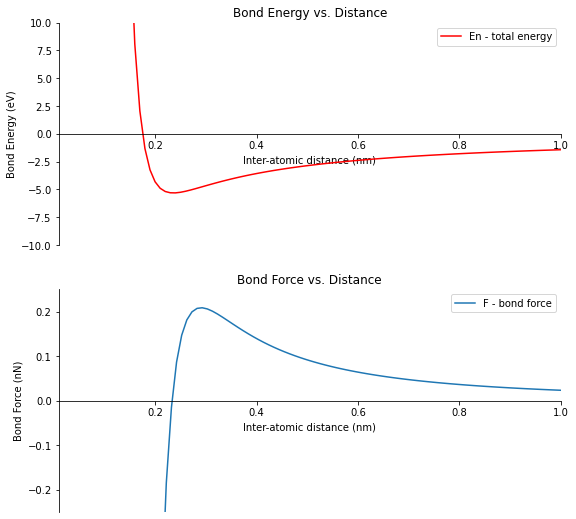 Bond Energy vs. Distance
En - total energy
Bond Energy (eV)
10.0
7.5
5.0
2.5
0.0
−2.5
−5.0
−7.5
−10.0
0.2 0.4 0.6 0.8 1.0
Inter-atomic distance (nm)
Bond Force vs. Distance
F - bond force
Bond Force (nN)
0.2
0.1
0.0
−0.1
−0.2
0.2 0.4 0.6 0.8 1.0
Inter-atomic distance (nm)